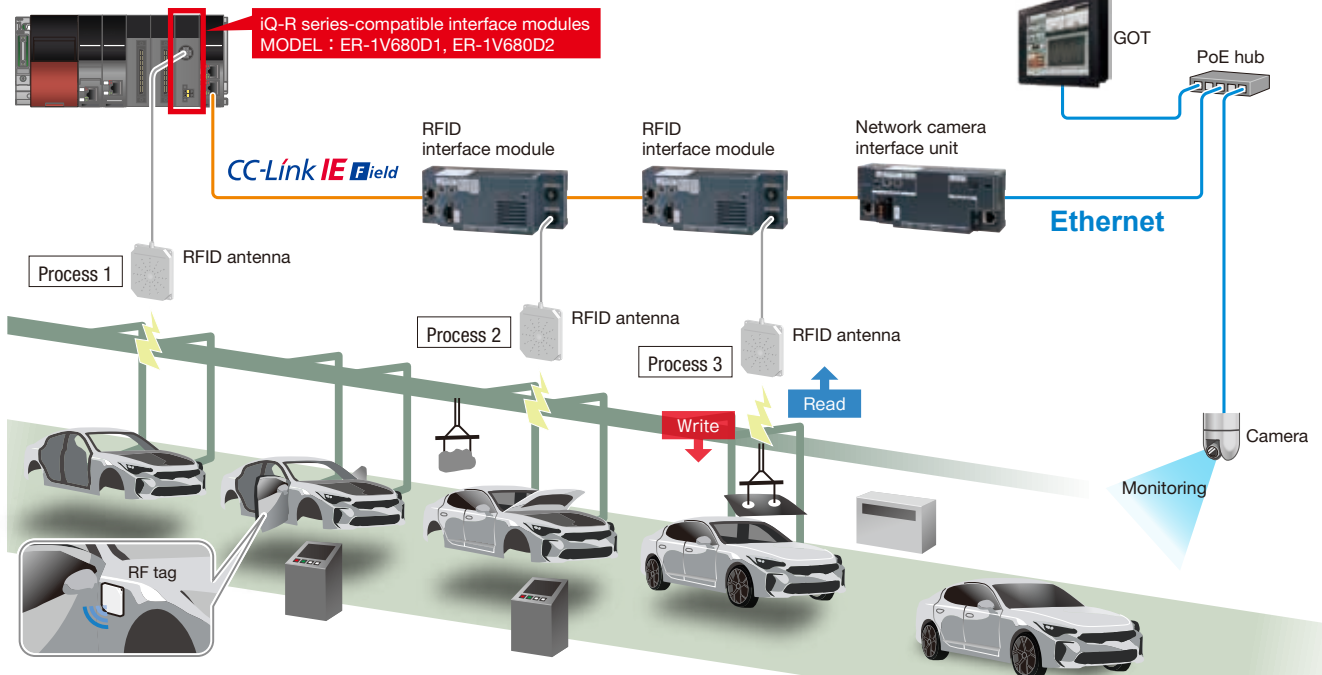 iQ-R series-compatible interface modules
MODEL：ER-1V680D1, ER-1V680D2
GOT
PoE hub
RFID
interface module
RFID
interface module
Network camera
interface unit
CC-Link IE Field
Ethernet
RFID antenna
Process 1
RFID antenna
Process 2
RFID antenna
Process 3
Read
Write
Camera
Monitoring
RF tag